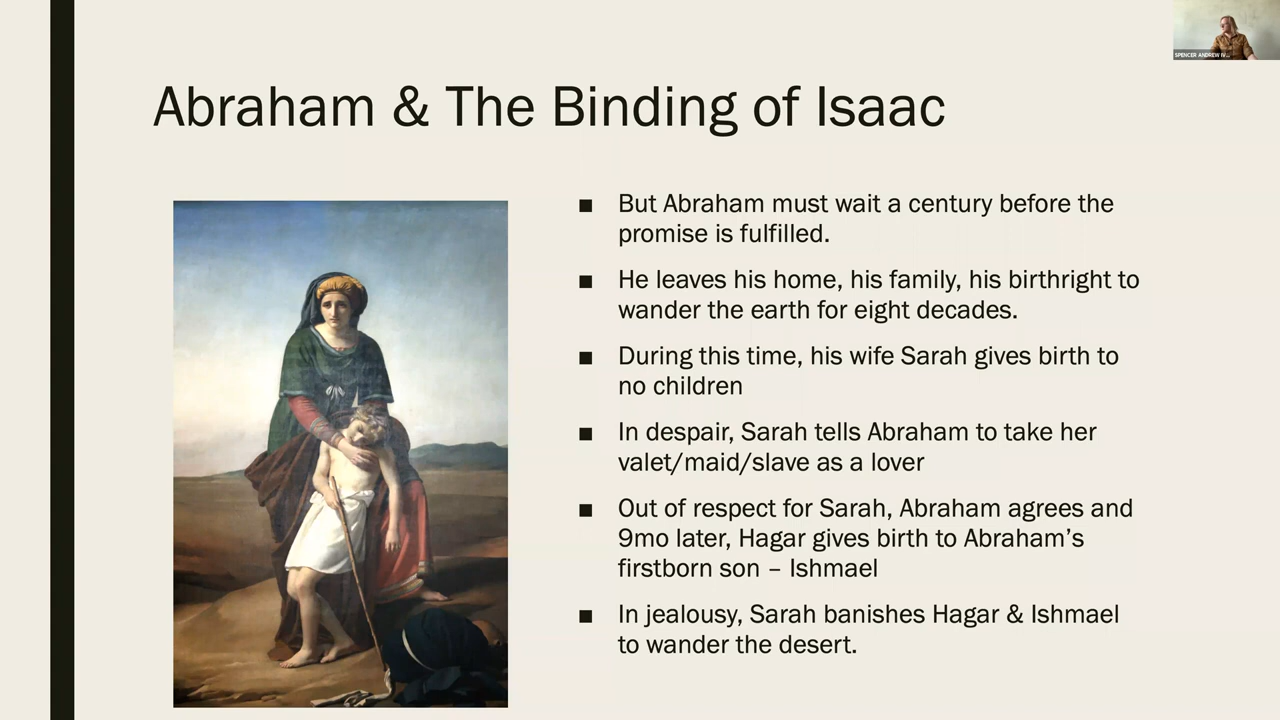 SPENCER ANDREW
Abraham & The Binding of Isaac
■ But Abraham must wait a century before the
promise is fulfilled.
■ He leaves his home, his family, his birthright to
wander the earth for eight decades.
■ During this time, his wife Sarah gives birth to
no children
■ In despair, Sarah tells Abraham to take her
valet/maid/slave as a lover
■ Out of respect for Sarah, Abraham agrees and
9mo later, Hagar gives birth to Abraham’s
firstborn son – Ishmael
■ In jealousy, Sarah banishes Hagar & Ishmael
to wander the desert.